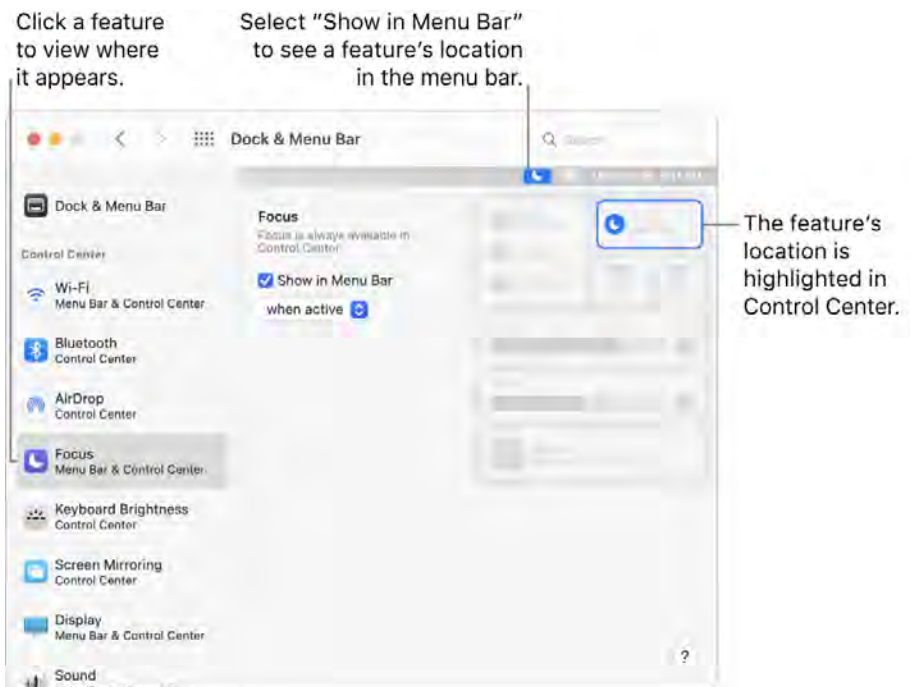 Click a feature
to view where
it appears.
Select "Show in Menu Bar"
to see a feature's location
in the menu bar.
Dock & Menu Bar
Search
Dock & Menu Bar
Control Center
Wi-Fi
Menu Bar & Control Center
Bluetooth
Control Center
AirDrop
Control Center
Focus
Menu Bar & Control Center
Keyboard Brightness
Control Center
Screen Mirroring
Control Center
Display
Menu Bar & Control Center
Sound
Focus
Focus is always available in
Control Center
Show in Menu Bar
when active
?
The feature's
location is
highlighted in
Control Center.